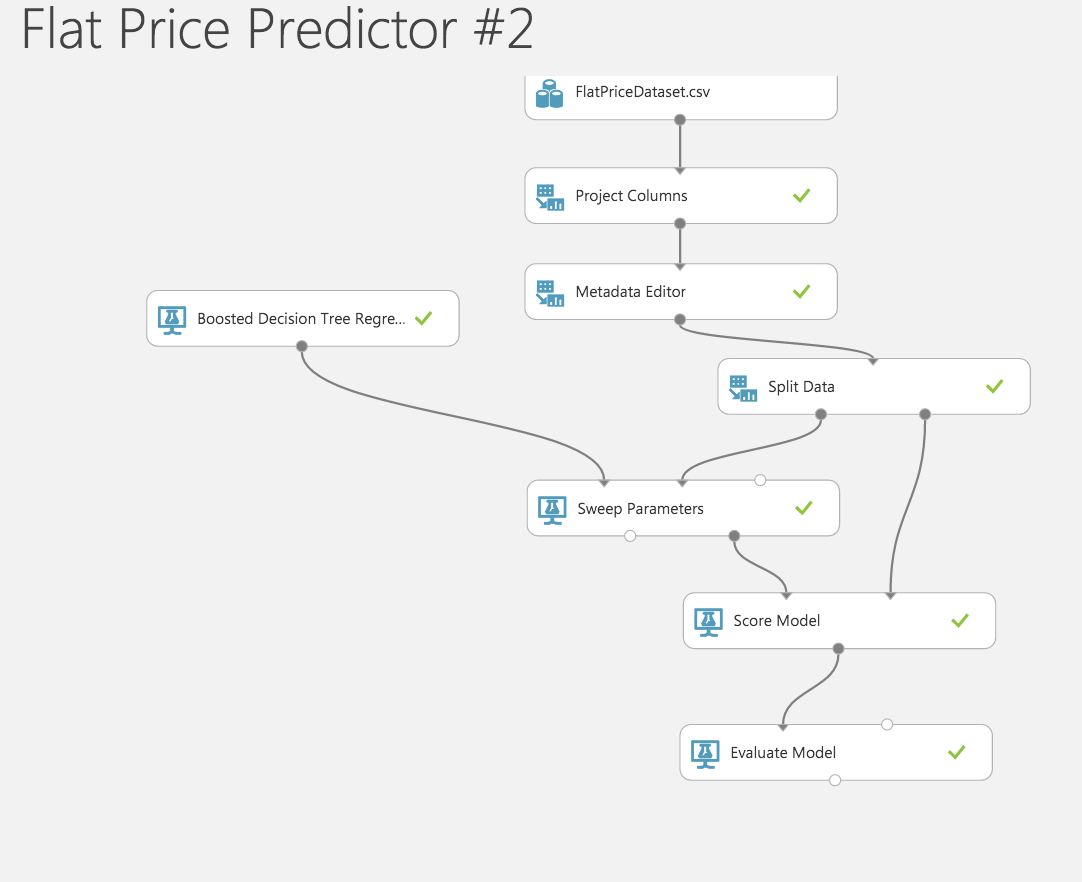 Flat Price Predictor #2
FlatPriceDataset.csv
Project Columns
Metadata Editor
Boosted Decision Tree Regre...
Split Data
Sweep Parameters
Score Model
Evaluate Model